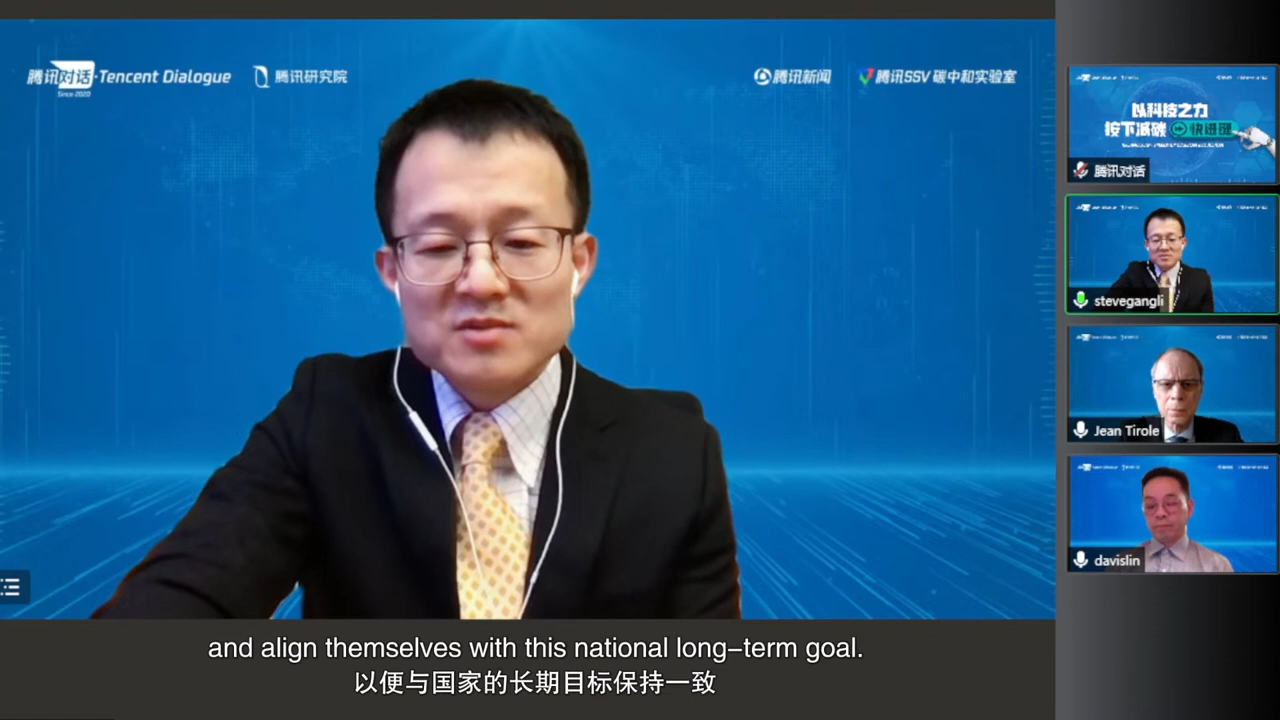 腾讯对话·Tencent Dialogue
Since 2020
腾讯研究院
腾讯新闻
腾讯SSV 碳中和实验室
以科技之力
按下减碳 快进键
腾讯对话
stevegangli
Jean Tirole
davislin
and align themselves with this national long-term goal.
以便与国家的长期目标保持一致